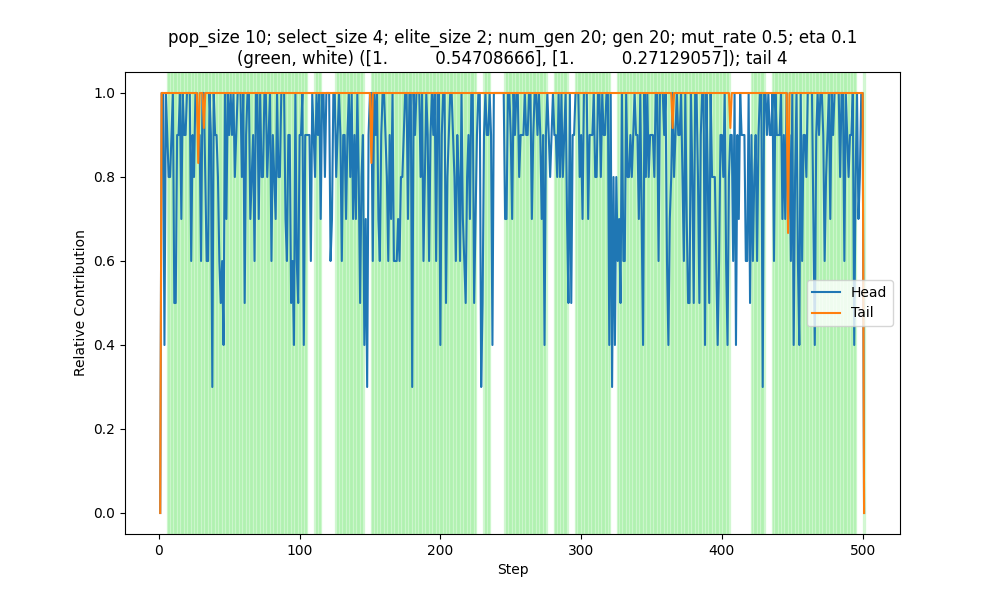 pop_size 10; select_size 4; elite_size 2; num_gen 20; gen 20; mut_rate 0.5; eta 0.1
(green, white) ([1.          0.54708666], [1.          0.27129057]); tail 4
1.0
0.8
0.6
0.4
0.2
0.0
Relative Contribution
Head
Tail
0
100
200
300
400
500
Step